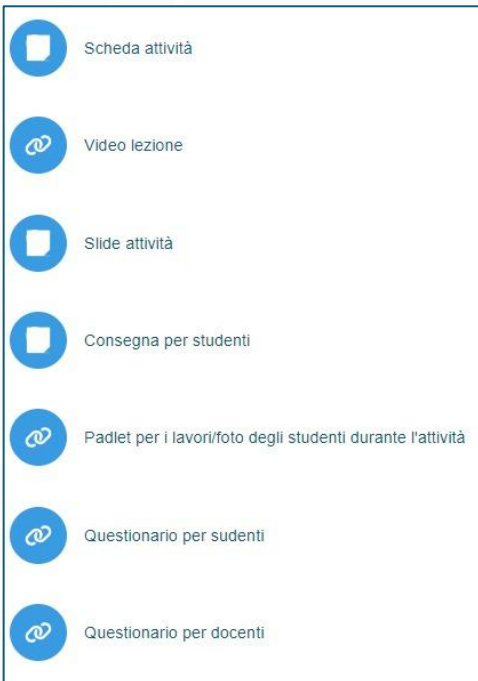 Scheda attività
Video lezione
Slide attività
Consegna per studenti
Padlet per i lavori/foto degli studenti durante l'attività
Questionario per sudenti
Questionario per docenti